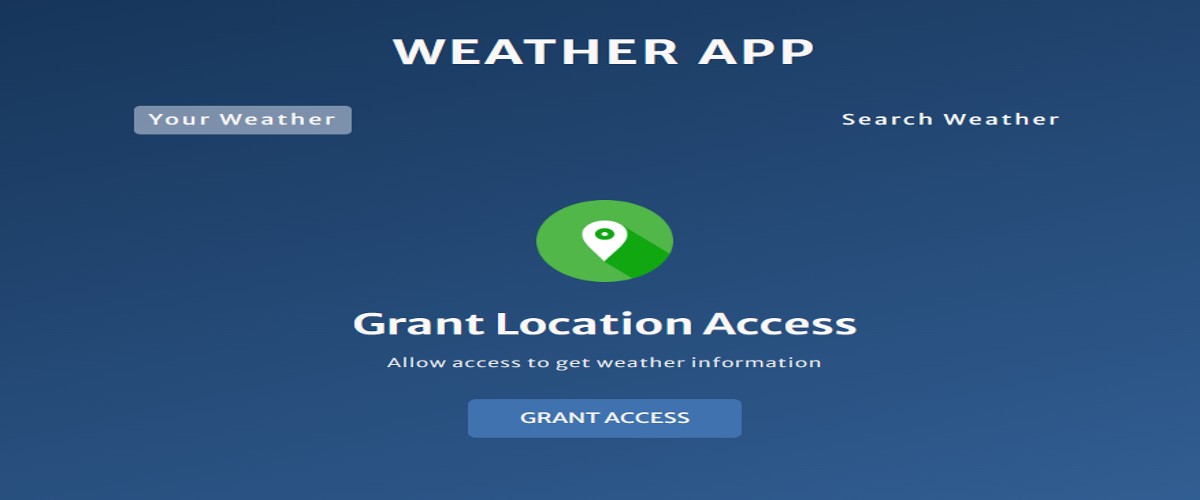 WEATHER APP
Your Weather
Search Weather
Grant Location Access
Allow access to get weather information
GRANT ACCESS